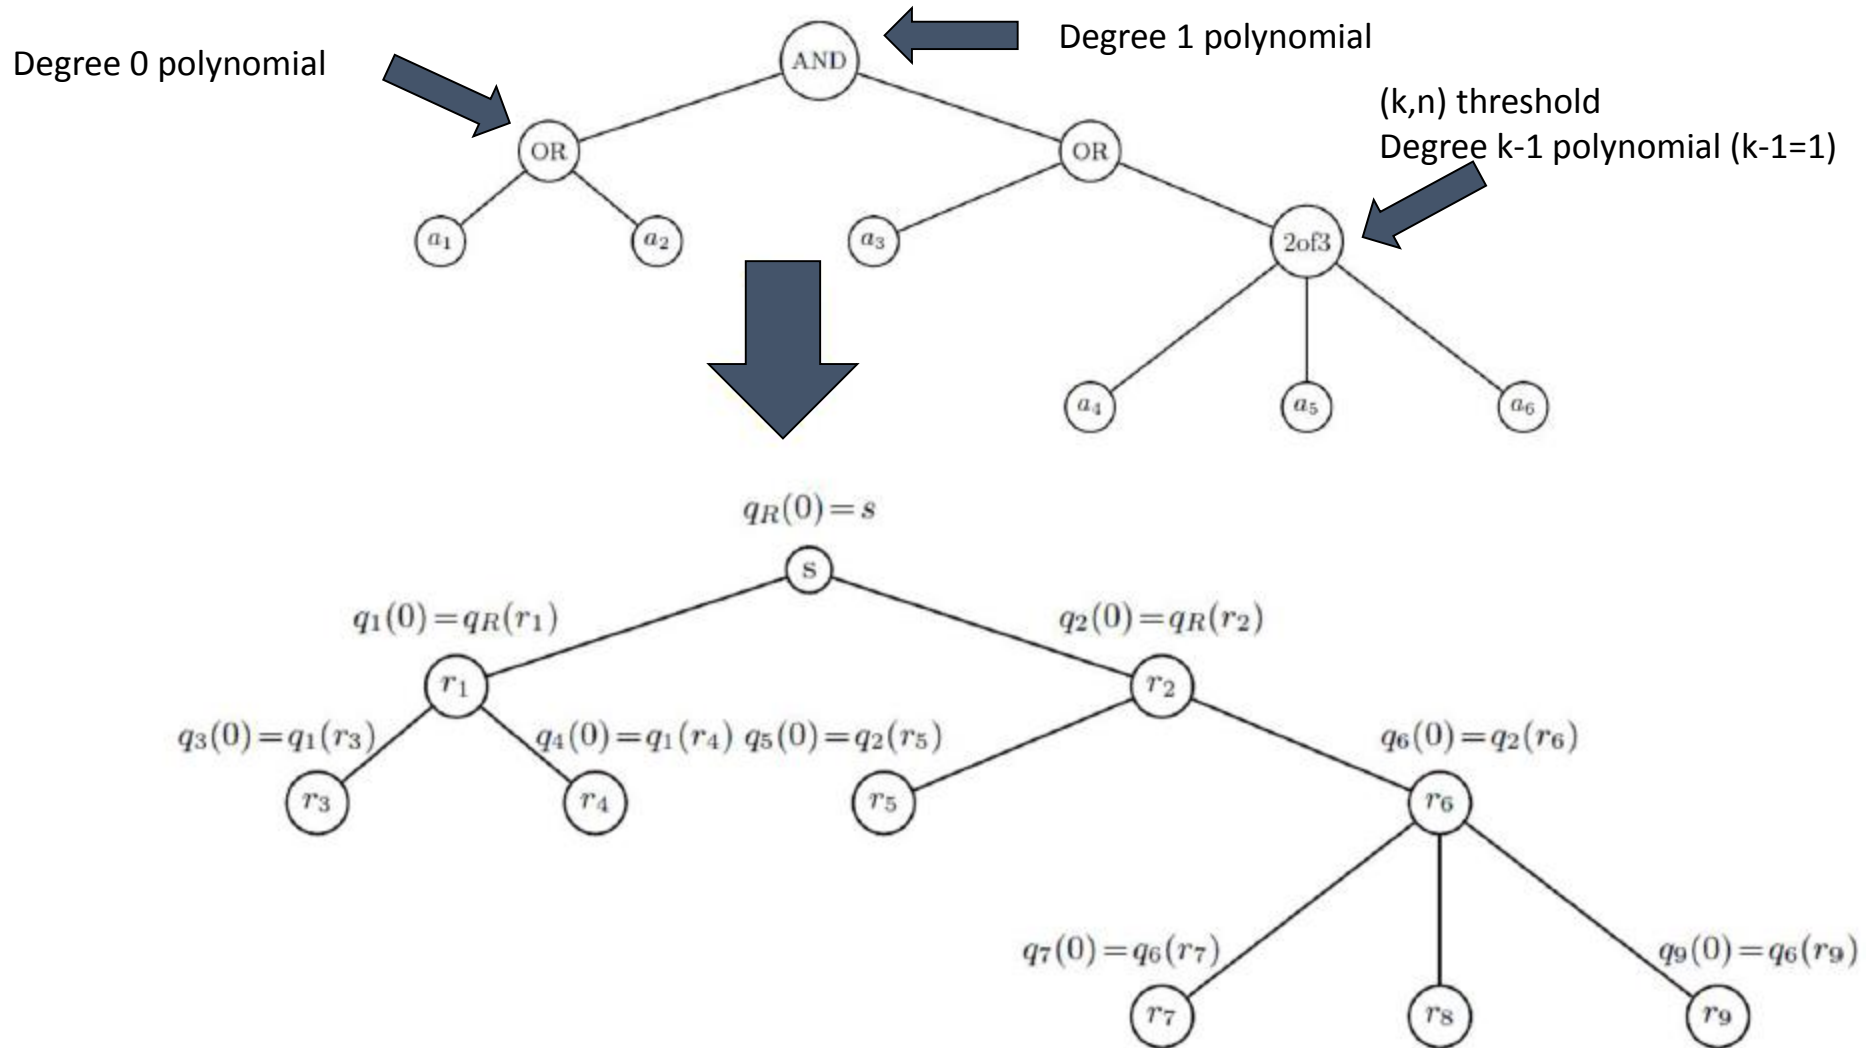 Degree 0 polynomial
Degree 1 polynomial
(k,n) threshold
Degree k-1 polynomial (k-1=1)
AND
OR
OR
a₁
a₂
a₃
2of3
a₄
a₅
a₆
q_R(0)=s
s
q₁(0)=q_R(r₁)
q₂(0)=q_R(r₂)
r₁
r₂
q₃(0)=q₁(r₃)
q₄(0)=q₁(r₄)
q₅(0)=q₂(r₅)
q₆(0)=q₂(r₆)
r₃
r₄
r₅
r₆
q₇(0)=q₆(r₇)
q₉(0)=q₆(r₉)
r₇
r₈
r₉